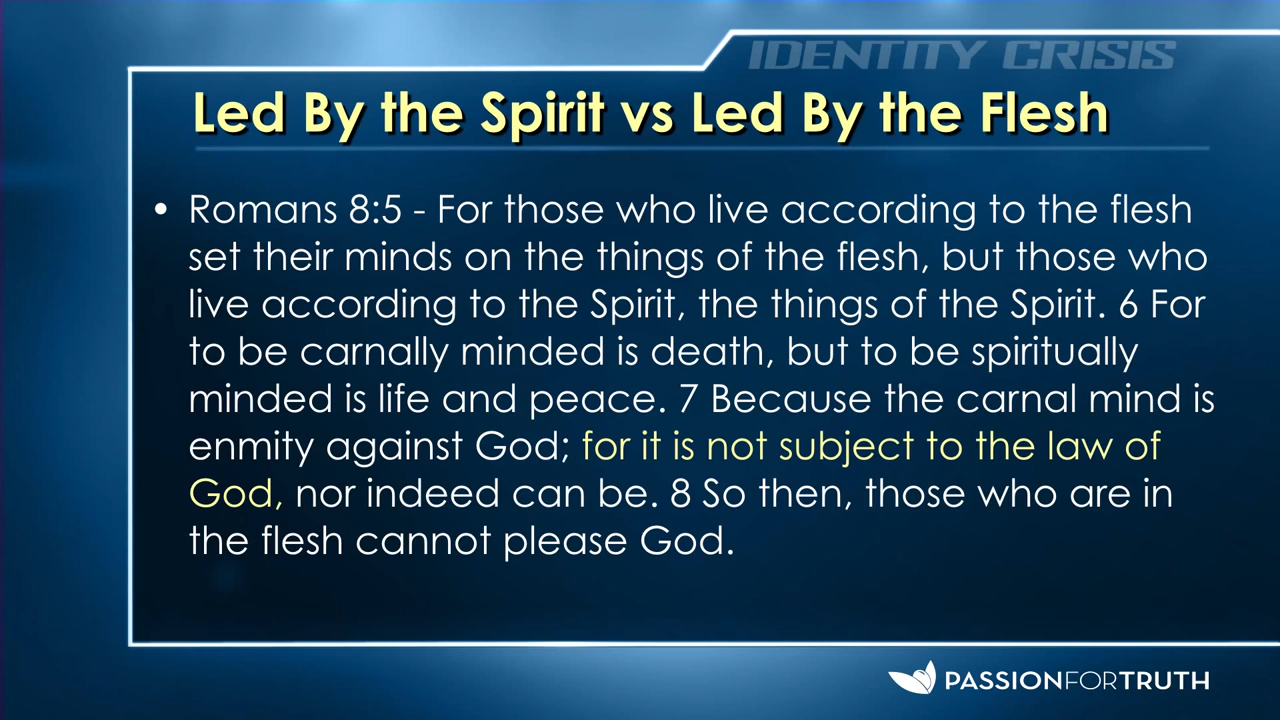 IDENTITY CRISIS
Led By the Spirit vs Led By the Flesh
• Romans 8:5 - For those who live according to the flesh
set their minds on the things of the flesh, but those who
live according to the Spirit, the things of the Spirit. 6 For
to be carnally minded is death, but to be spiritually
minded is life and peace. 7 Because the carnal mind is
enmity against God; for it is not subject to the law of
God, nor indeed can be. 8 So then, those who are in
the flesh cannot please God.
PASSIONFORTRUTH